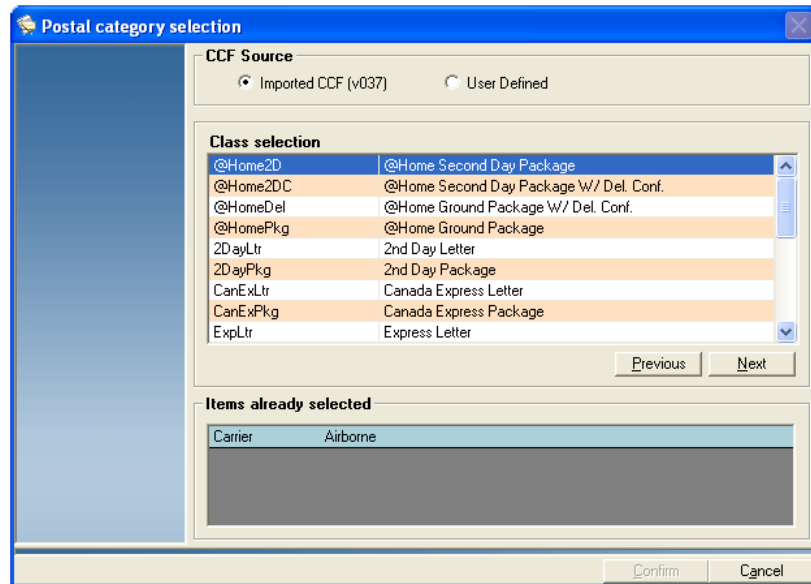 Postal category selection
CCF Source
Imported CCF (v037) User Defined
Class selection
@Home2D @Home Second Day Package
@Home2DC @Home Second Day Package W/ Del. Conf.
@HomeDel @Home Ground Package W/ Del. Conf.
@HomePkg @Home Ground Package
2DayLtr 2nd Day Letter
2DayPkg 2nd Day Package
CanExLtr Canada Express Letter
CanExPkg Canada Express Package
ExpLtr Express Letter
Previous Next
Items already selected
Carrier Airborne
Confirm Cancel